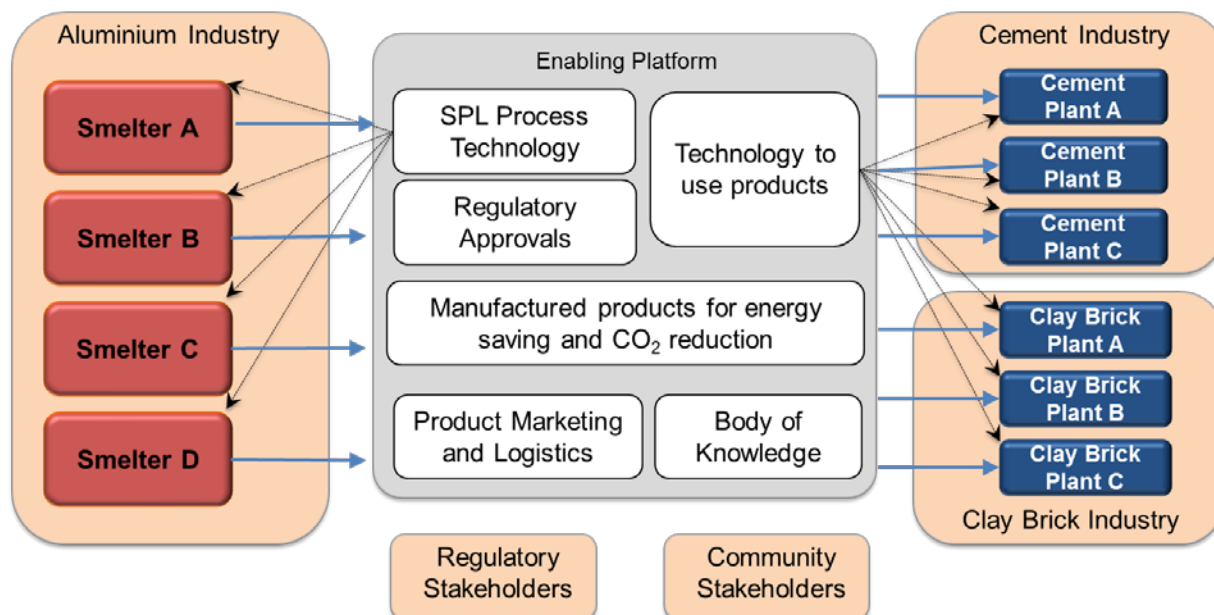 Aluminium Industry
Smelter A
Smelter B
Smelter C
Smelter D
Enabling Platform
SPL Process
Technology
Technology to
use products
Regulatory
Approvals
Manufactured products for energy
saving and CO₂ reduction
Product Marketing
and Logistics
Body of
Knowledge
Cement Industry
Cement
Plant A
Cement
Plant B
Cement
Plant C
Clay Brick
Plant A
Clay Brick
Plant B
Clay Brick
Plant C
Clay Brick Industry
Regulatory
Stakeholders
Community
Stakeholders